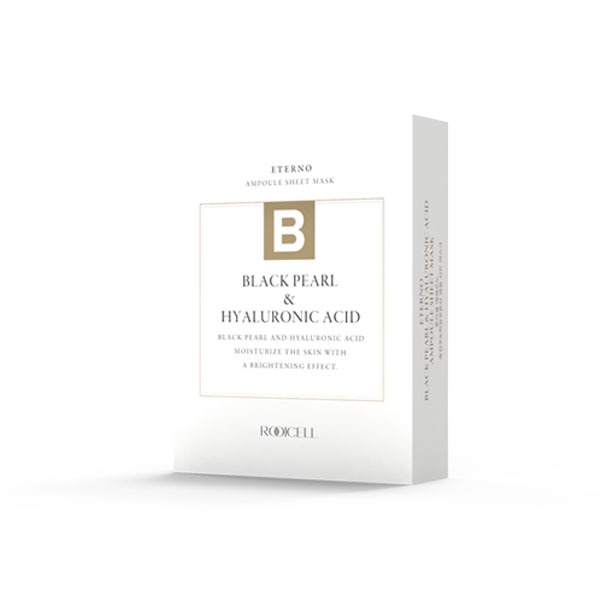 ETERNO
AMPOULE SHEET MASK
B
BLACK PEARL
&
HYALURONIC ACID
BLACK PEARL AND HYALURONIC ACID
MOISTURIZE THE SKIN WITH
A BRIGHTENING EFFECT.
ROOICELL
ETERNO
BLACK PEARL & HYALURONIC ACID
AMPOULE SHEET MASK